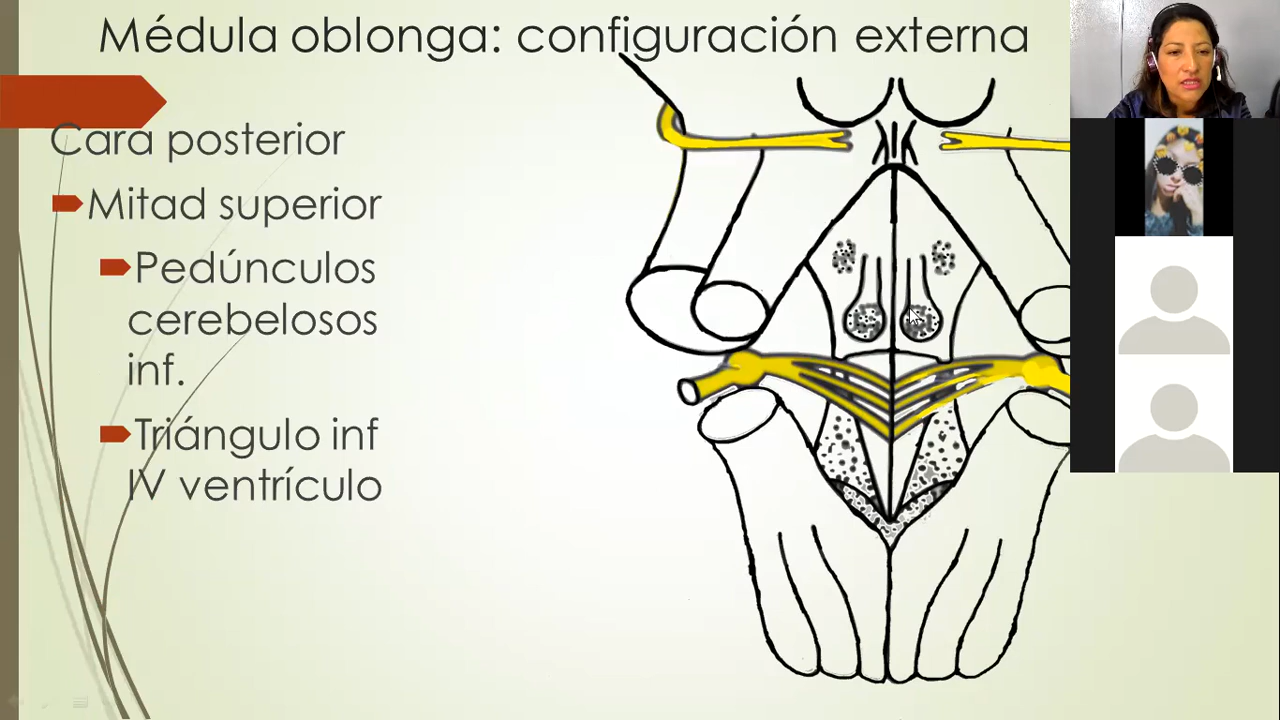 Médula oblonga: configuración externa
Cara posterior
Mitad superior
Pedúnculos
cerebelosos
inf.
Triángulo inf
IV ventrículo